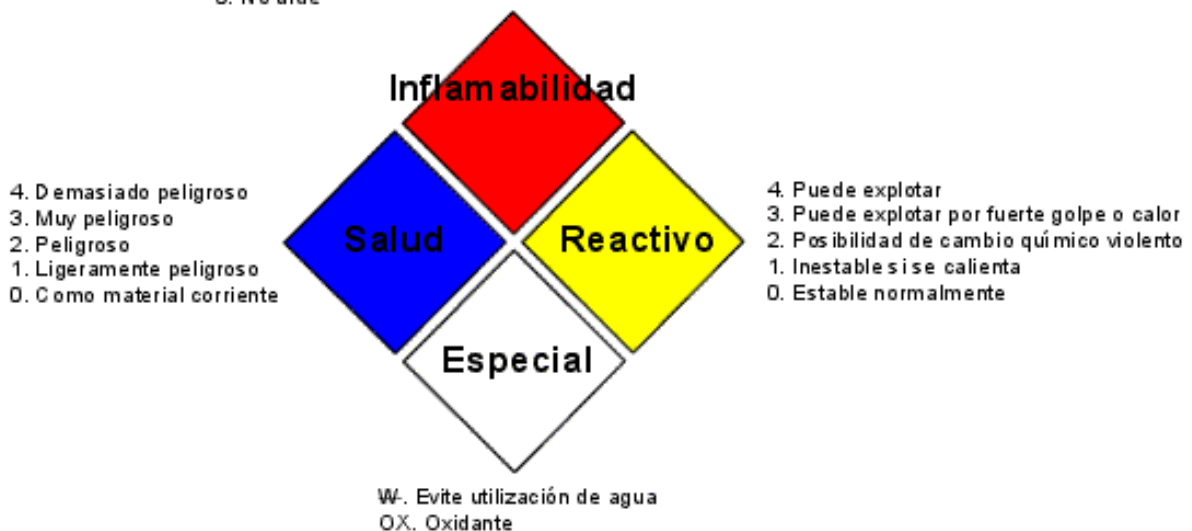 Inflamabilidad
4. Demasiado peligroso
3. Muy peligroso
2. Peligroso
1. Ligeramente peligroso
0. Como material corriente
Salud
Reactivo
4. Puede explotar
3. Puede explotar por fuerte golpe o calor
2. Posibilidad de cambio químico violento
1. Inestable si se calienta
0. Estable normalmente
Especial
W-. Evite utilización de agua
OX. Oxidante